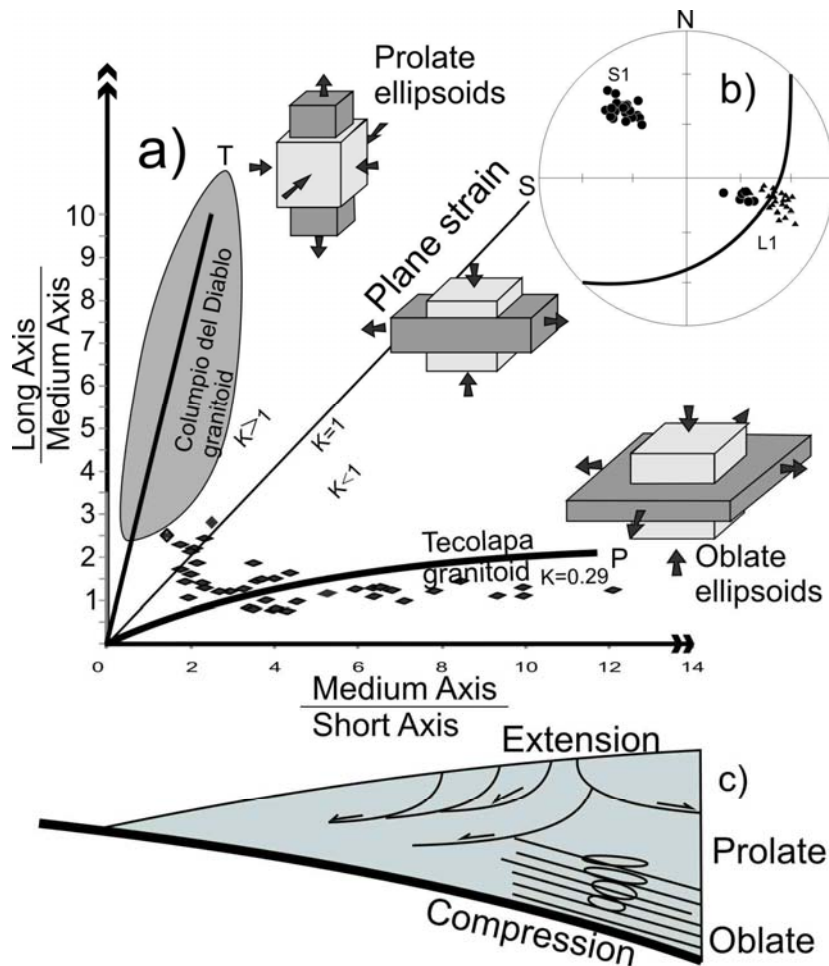 a)
T
Prolate
ellipsoids
N
S1
b)
L1
S
Plane strain
10
9
8
7
6
5
4
3
2
1
Long Axis
Medium Axis
Columpio del Diablo
granitoid
K>1
K=1
K<1
Tecolapa
granitoid
K=0.29
P
Oblate
ellipsoids
0 2 4 6 8 10 12 14
Medium Axis
Short Axis
Extension
c)
Prolate
Compression
Oblate